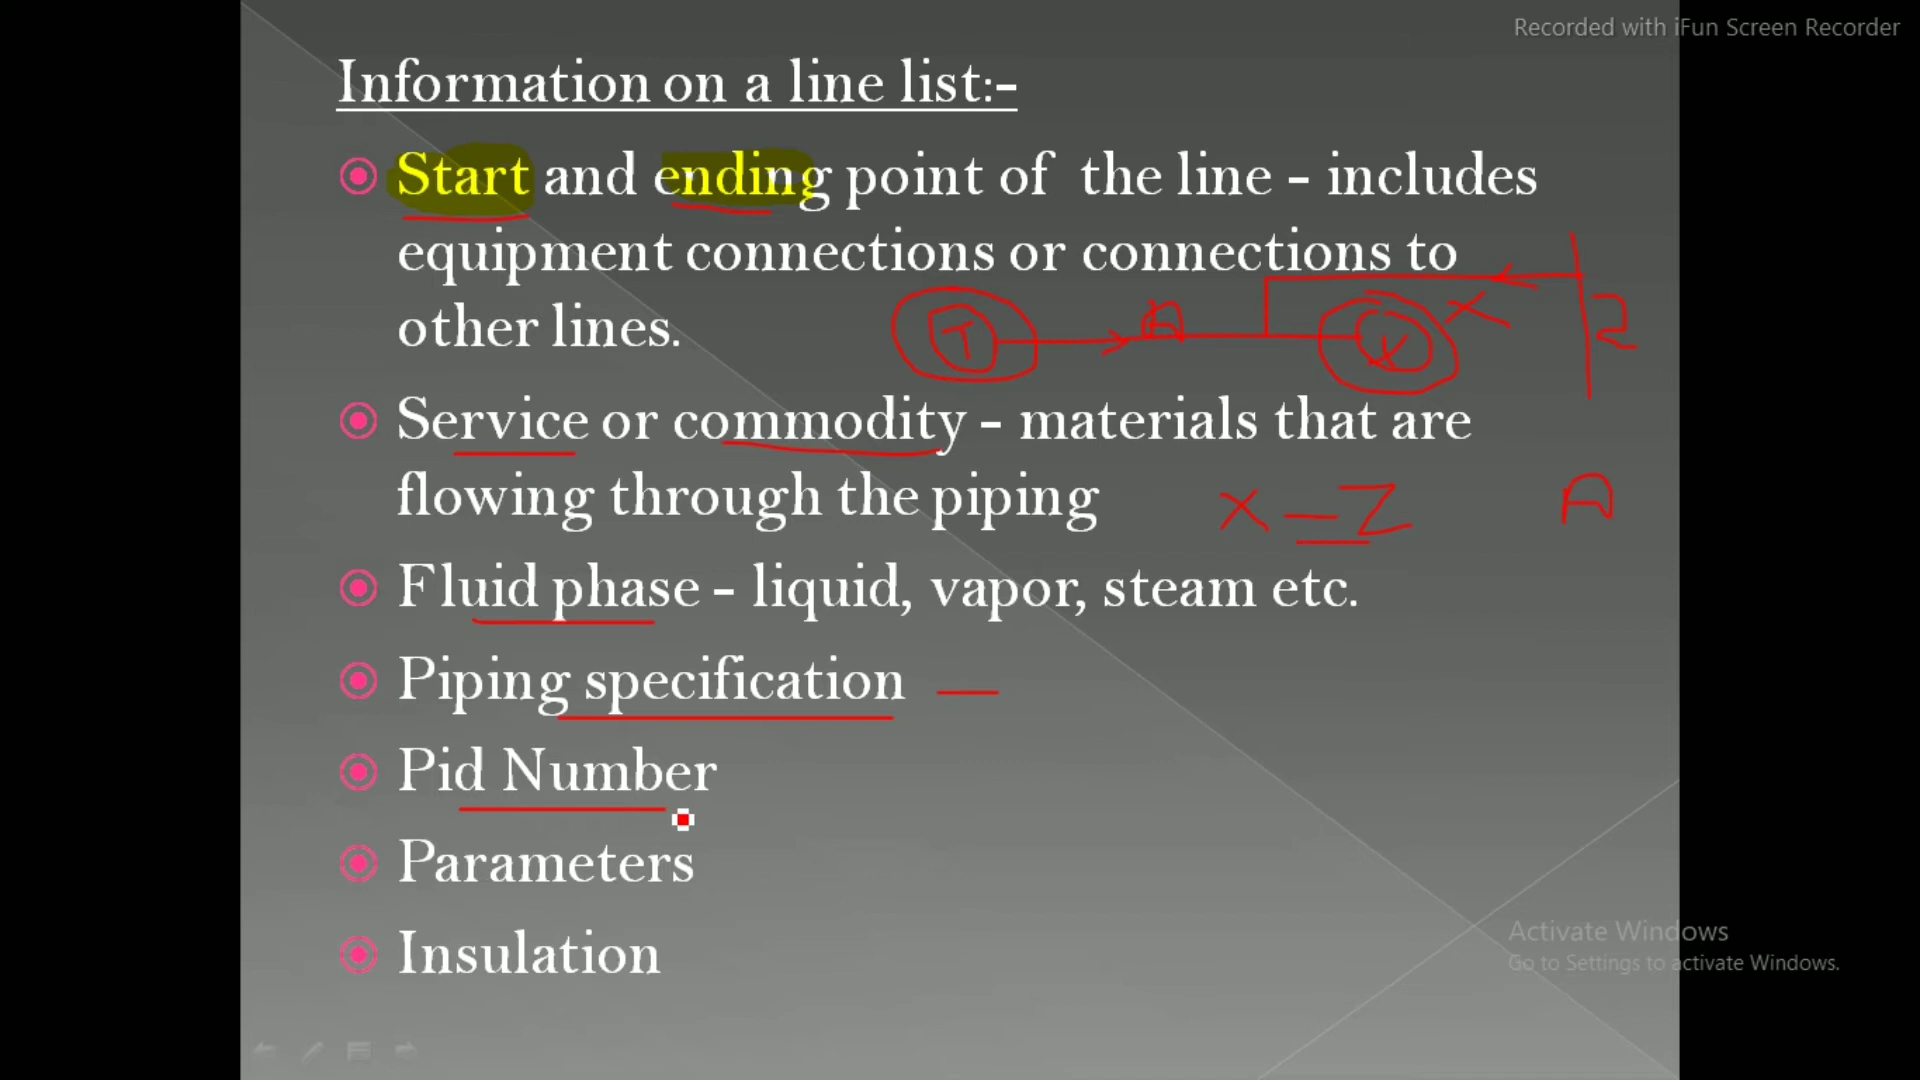 Recorded with iFun Screen Recorder
Information on a line list:-
Start and ending point of the line - includes
equipment connections or connections to
other lines.
T A X X 2
Service or commodity - materials that are
flowing through the piping
X - Z A
Fluid phase - liquid, vapor, steam etc.
Piping specification
Pid Number
Parameters
Insulation
Activate Windows
Go to Settings to activate Windows.